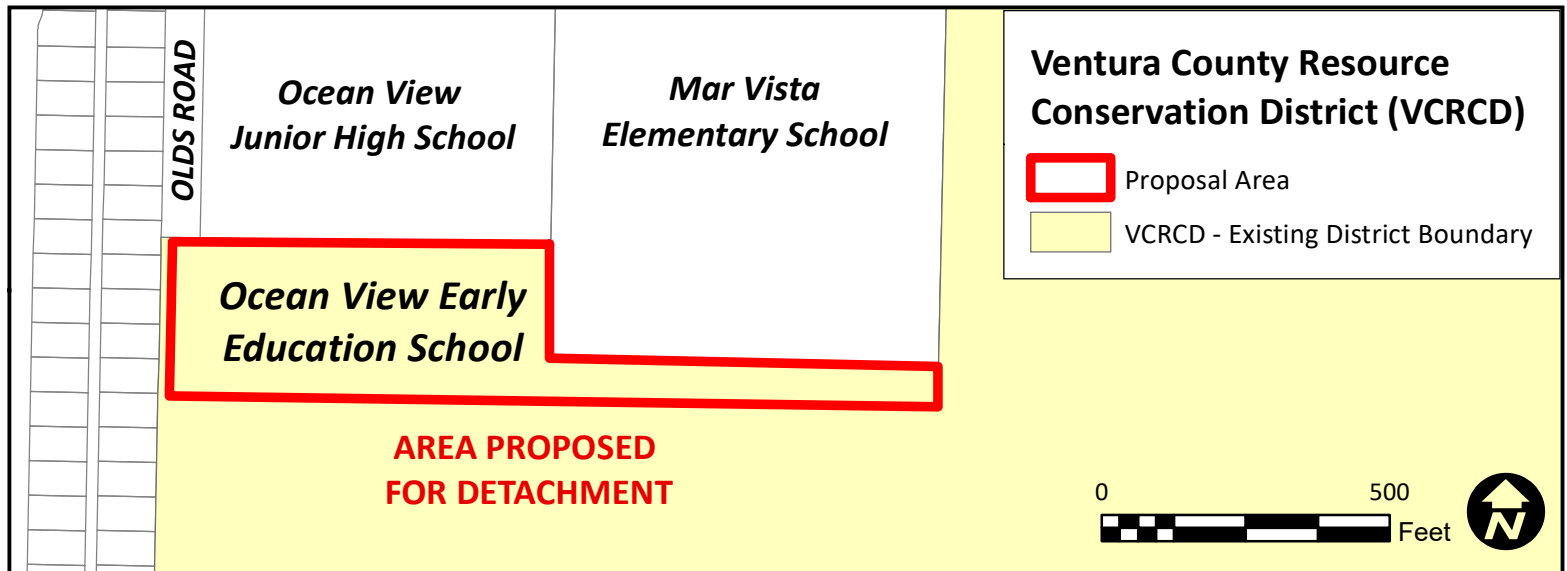 OLDS ROAD
Ocean View
Junior High School
Mar Vista
Elementary School
Ventura County Resource
Conservation District (VCRCD)
Proposal Area
VCRCD - Existing District Boundary
Ocean View Early
Education School
AREA PROPOSED
FOR DETACHMENT
0 500
Feet
N